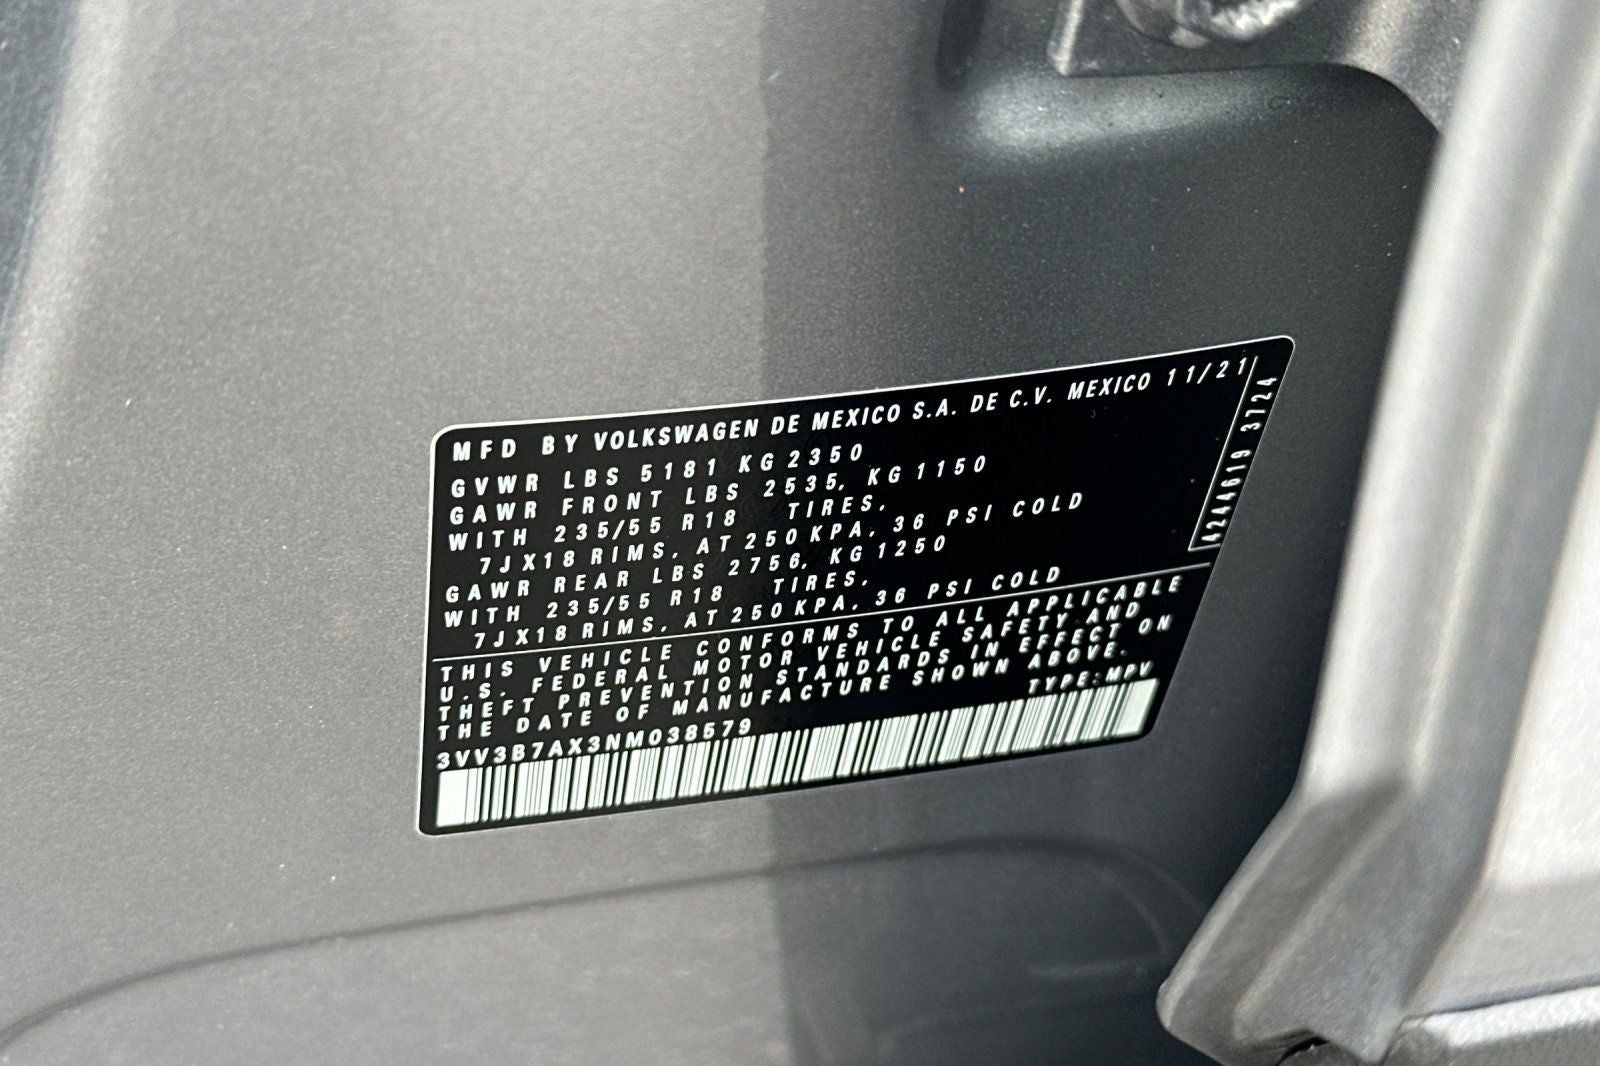 MFD BY VOLKSWAGEN DE MEXICO S.A. DE C.V. MEXICO 11/21
GVWR LBS 5181 KG 2350
GAWR FRONT LBS 2535, KG 1150
WITH 235/55 R18 TIRES,
7JX18 RIMS, AT 250KPA, 36 PSI COLD
GAWR REAR LBS 2756, KG 1250
WITH 235/55 R18 TIRES,
7JX18 RIMS, AT 250KPA, 36 PSI COLD
THIS VEHICLE CONFORMS TO ALL APPLICABLE
U.S. FEDERAL MOTOR VEHICLE SAFETY AND
THEFT PREVENTION STANDARDS IN EFFECT ON
THE DATE OF MANUFACTURE SHOWN ABOVE.
TYPE:MPV
3VV3B7AX3NM038579
4244619 3724